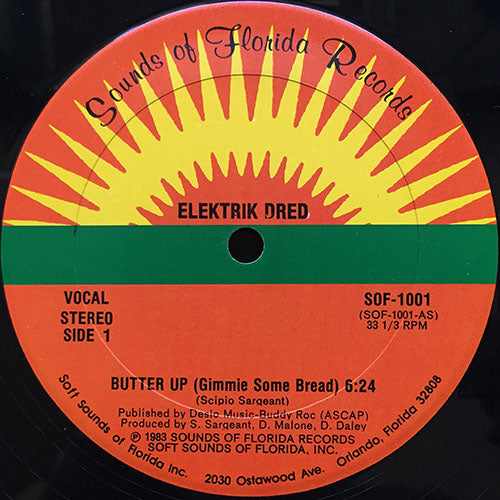 Sounds of Florida Records
ELEKTRIK DRED
VOCAL
STEREO
SIDE 1
SOF-1001
(SOF-1001-AS)
33 1/3 RPM
BUTTER UP (Gimmie Some Bread) 6:24
(Scipio Sargeant)
Published by Desio Music-Buddy Roc (ASCAP)
Produced by S. Sargeant, D. Malone, D. Daley
℗ 1983 SOUNDS OF FLORIDA RECORDS
SOFT SOUNDS OF FLORIDA, INC.
Soft Sounds of Florida Inc. 2030 Ostawood Ave. Orlando, Florida 32808